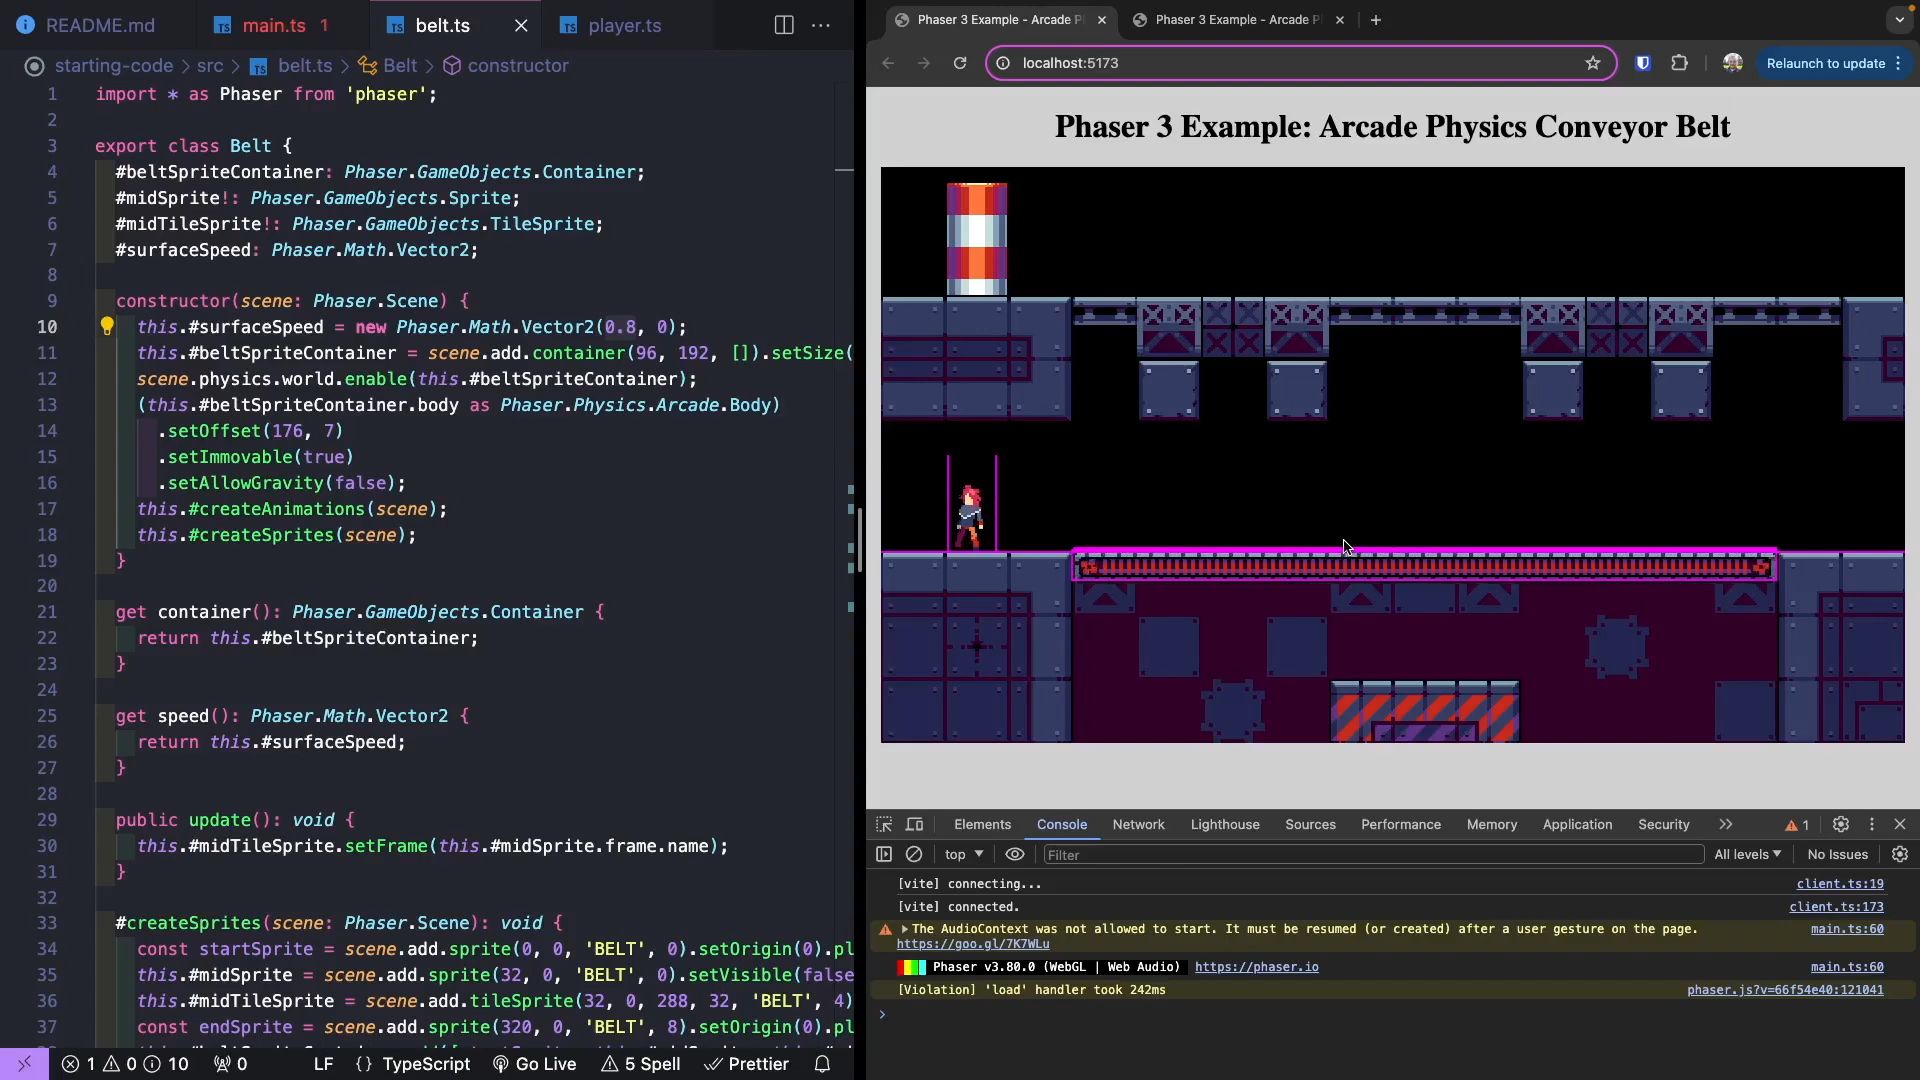 README.md
main.ts 1
belt.ts
player.ts
starting-code > src > belt.ts > Belt > constructor
1 import * as Phaser from 'phaser';
2
3 export class Belt {
4 #beltSpriteContainer: Phaser.GameObjects.Container;
5 #midSprite!: Phaser.GameObjects.Sprite;
6 #midTileSprite!: Phaser.GameObjects.TileSprite;
7 #surfaceSpeed: Phaser.Math.Vector2;
8
9 constructor(scene: Phaser.Scene) {
10 this.#surfaceSpeed = new Phaser.Math.Vector2(0.8, 0);
11 this.#beltSpriteContainer = scene.add.container(96, 192, []).setSize(
12 scene.physics.world.enable(this.#beltSpriteContainer);
13 (this.#beltSpriteContainer.body as Phaser.Physics.Arcade.Body)
14 .setOffset(176, 7)
15 .setImmovable(true)
16 .setAllowGravity(false);
17 this.#createAnimations(scene);
18 this.#createSprites(scene);
19 }
20
21 get container(): Phaser.GameObjects.Container {
22 return this.#beltSpriteContainer;
23 }
24
25 get speed(): Phaser.Math.Vector2 {
26 return this.#surfaceSpeed;
27 }
28
29 public update(): void {
30 this.#midTileSprite.setFrame(this.#midSprite.frame.name);
31 }
32
33 #createSprites(scene: Phaser.Scene): void {
34 const startSprite = scene.add.sprite(0, 0, 'BELT', 0).setOrigin(0).pl
35 this.#midSprite = scene.add.sprite(32, 0, 'BELT', 0).setVisible(false
36 this.#midTileSprite = scene.add.tileSprite(32, 0, 288, 32, 'BELT', 4)
37 const endSprite = scene.add.sprite(320, 0, 'BELT', 8).setOrigin(0).pl
1 0 10 0 LF {} TypeScript Go Live 5 Spell Prettier
Phaser 3 Example - Arcade P
Phaser 3 Example - Arcade P
localhost:5173
Relaunch to update
Phaser 3 Example: Arcade Physics Conveyor Belt
Elements Console Network Lighthouse Sources Performance Memory Application Security 1
top Filter All levels No Issues
[vite] connecting... client.ts:19
[vite] connected. client.ts:173
The AudioContext was not allowed to start. It must be resumed (or created) after a user gesture on the page. main.ts:60
https://goo.gl/7K7WLu
Phaser v3.80.0 (WebGL | Web Audio) https://phaser.io main.ts:60
[Violation] 'load' handler took 242ms phaser.js?v=66f54e40:121041